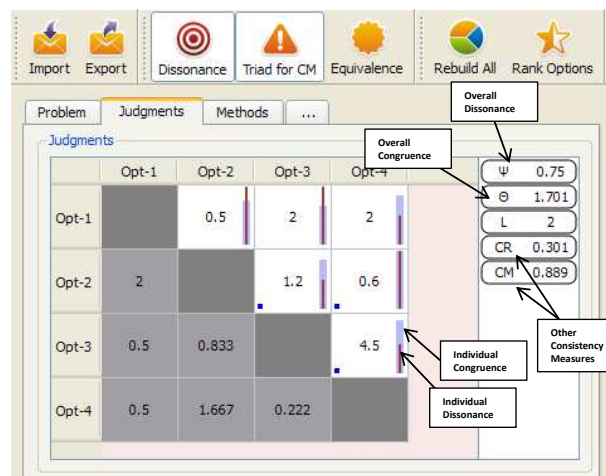 Import Export Dissonance Triad for CM Equivalence Rebuild All Rank Options
Problem Judgments Methods ...
Overall
Dissonance
Judgments
Overall
Congruence
Opt-1 Opt-2 Opt-3 Opt-4
Ψ 0.75
Θ 1.701
Opt-1 0.5 2 2
L 2
CR 0.301
CM 0.889
Opt-2 2 1.2 0.6
Other
Consistency
Measures
Opt-3 0.5 0.833 4.5
Individual
Congruence
Individual
Dissonance
Opt-4 0.5 1.667 0.222